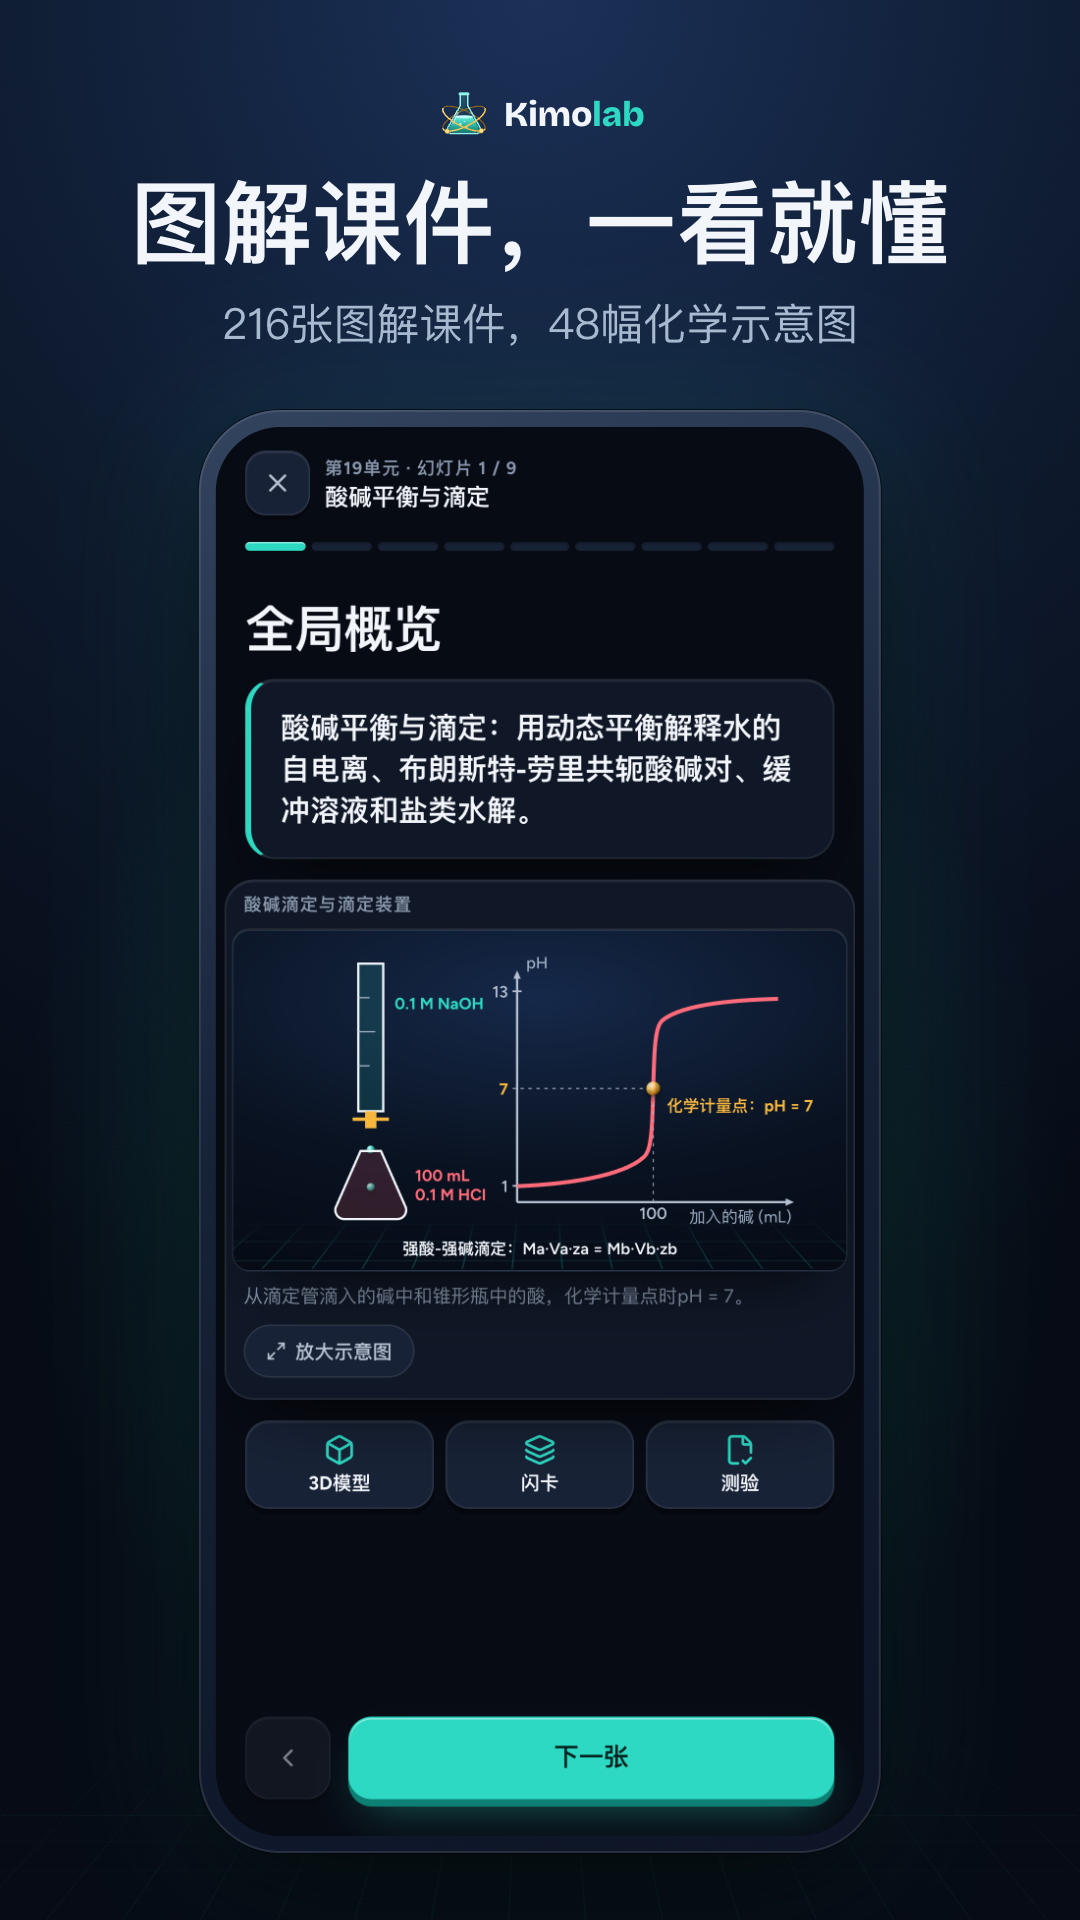 Kimolab
图解课件，一看就懂
216张图解课件，48幅化学示意图
第19单元 · 幻灯片 1 / 9
酸碱平衡与滴定
全局概览
酸碱平衡与滴定：用动态平衡解释水的
自电离、布朗斯特-劳里共轭酸碱对、缓
冲溶液和盐类水解。
酸碱滴定与滴定装置
pH
13
0.1 M NaOH
7
化学计量点：pH = 7
100 mL
0.1 M HCl
1
100
加入的碱 (mL)
强酸-强碱滴定：Ma·Va·za = Mb·Vb·zb
从滴定管滴入的碱中和锥形瓶中的酸，化学计量点时pH = 7。
放大示意图
3D模型
闪卡
测验
下一张